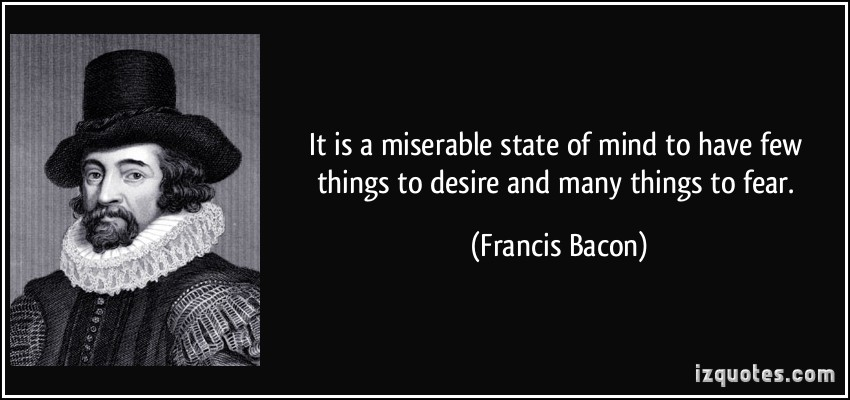 It is a miserable state of mind to have few
things to desire and many things to fear.
(Francis Bacon)
izquotes.com